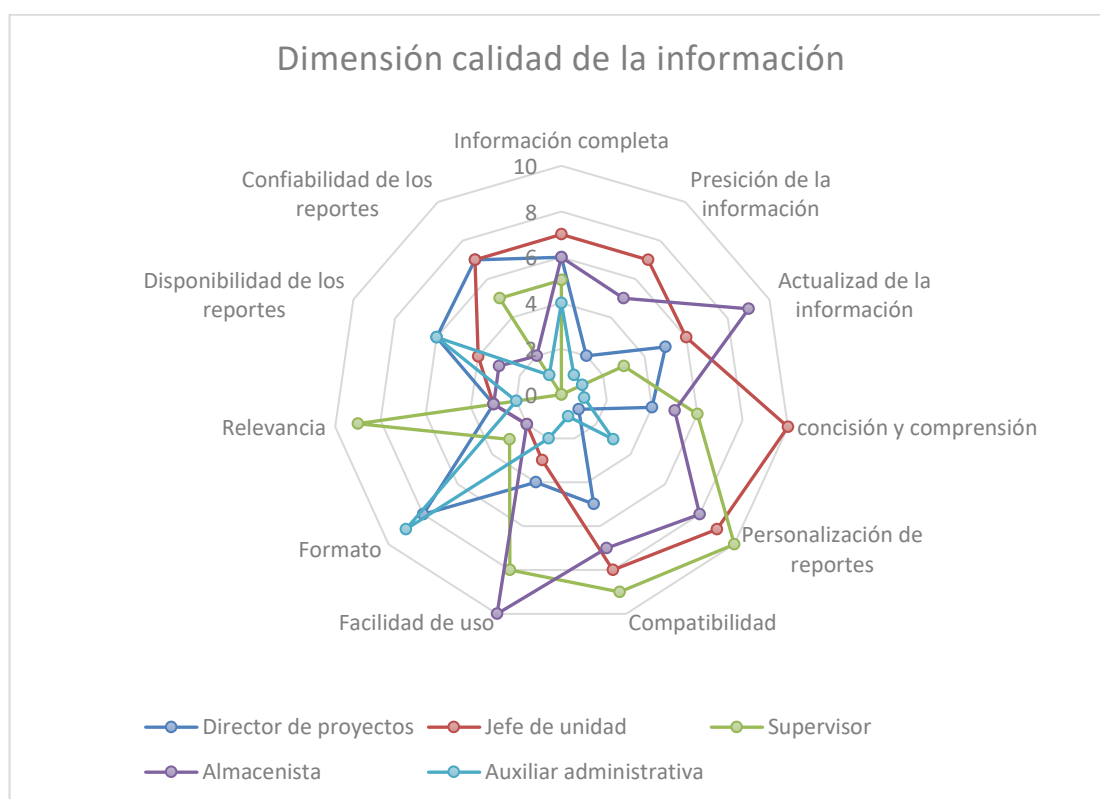 Dimensión calidad de la información
Información completa
Presición de la
información
Actualizad de la
información
concisión y comprensión
Personalización de
reportes
Compatibilidad
Facilidad de uso
Formato
Relevancia
Disponibilidad de los
reportes
Confiabilidad de los
reportes
10
8
6
4
2
0
Director de proyectos
Jefe de unidad
Supervisor
Almacenista
Auxiliar administrativa